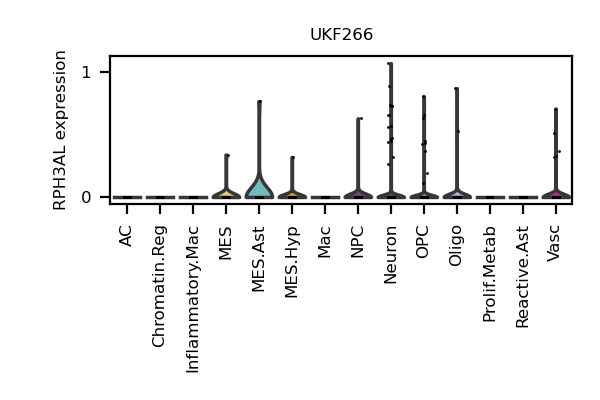 UKF266
RPH3AL expression
1
0
AC
Chromatin.Reg
Inflammatory.Mac
MES
MES.Ast
MES.Hyp
Mac
NPC
Neuron
OPC
Oligo
Prolif.Metab
Reactive.Ast
Vasc